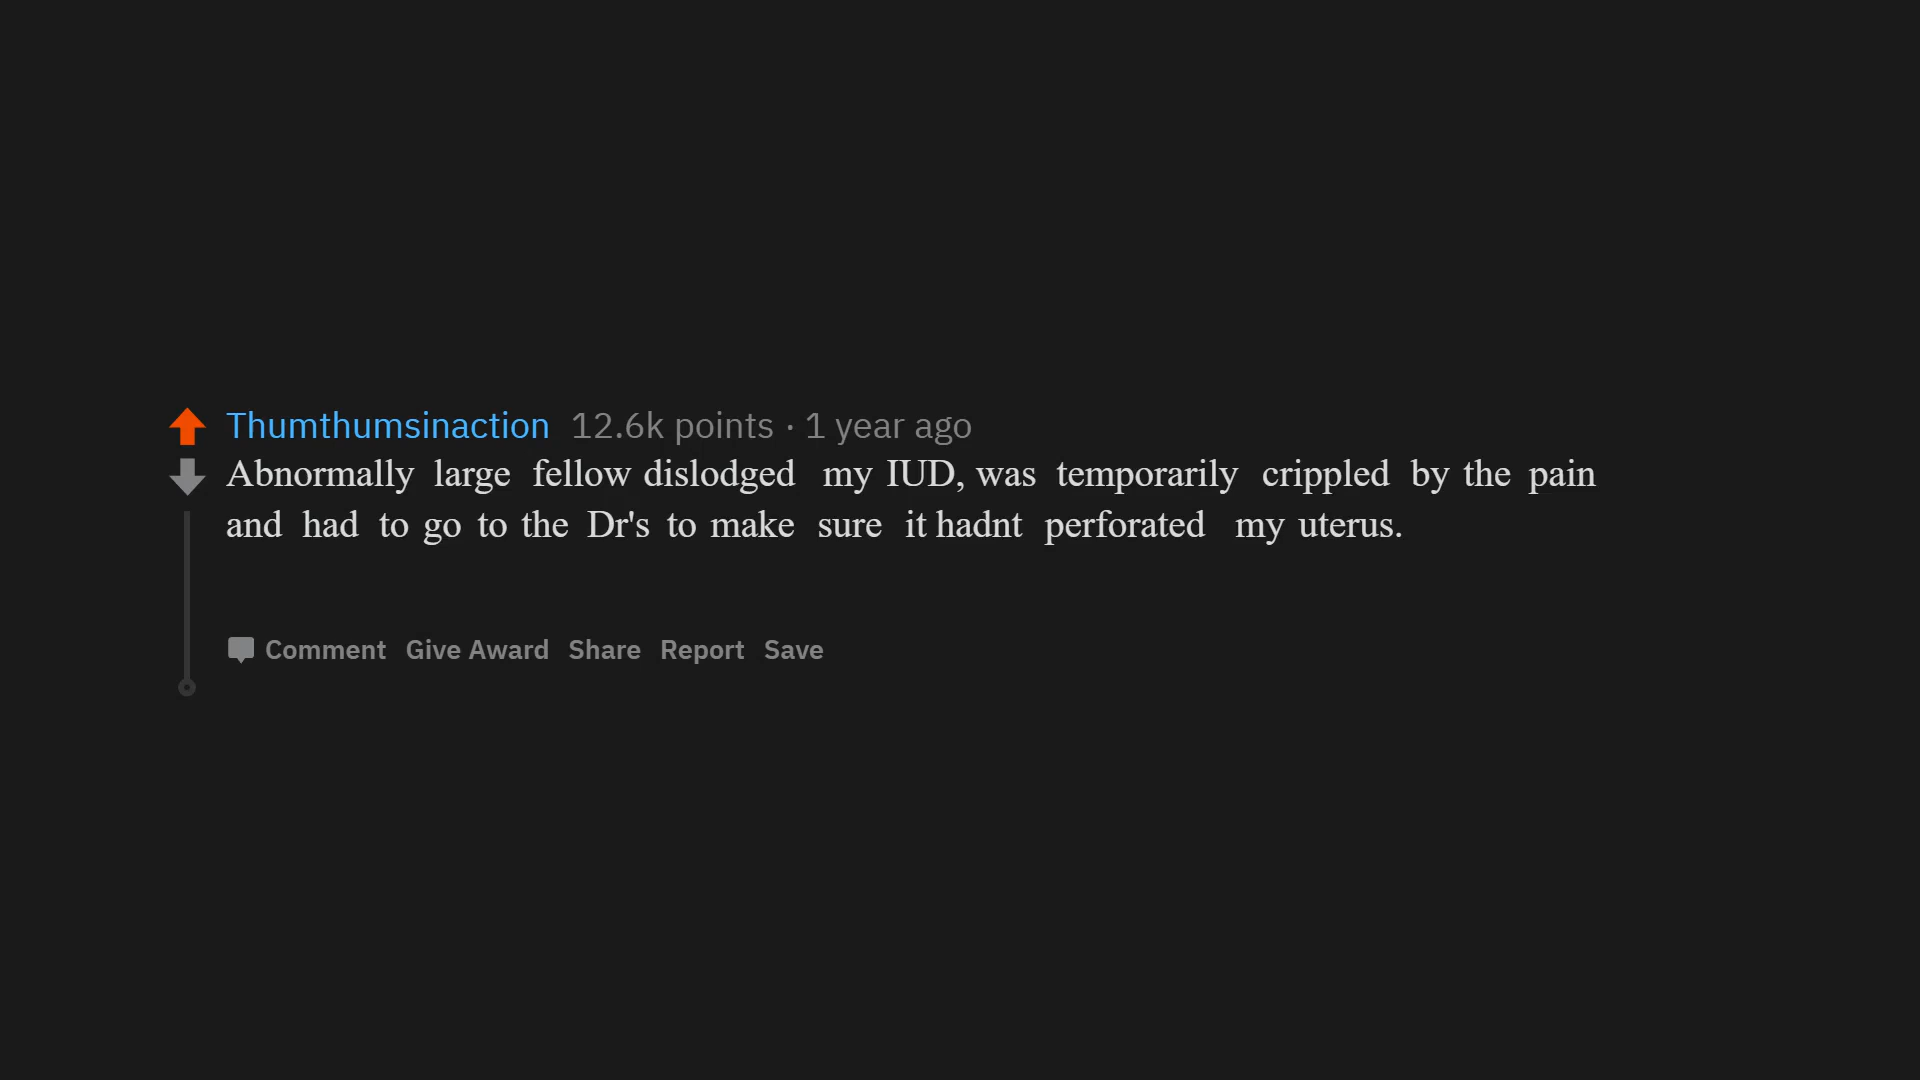 Thumthumsinaction 12.6k points · 1 year ago
Abnormally large fellow dislodged my IUD, was temporarily crippled by the pain
and had to go to the Dr's to make sure it hadnt perforated my uterus.
Comment Give Award Share Report Save